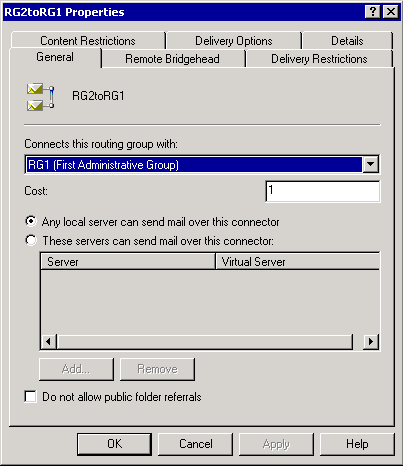 RG2toRG1 Properties
Content Restrictions Delivery Options Details
General Remote Bridgehead Delivery Restrictions
RG2toRG1
Connects this routing group with:
RG1 (First Administrative Group)
Cost: 1
Any local server can send mail over this connector
These servers can send mail over this connector:
Server Virtual Server
Add... Remove
Do not allow public folder referrals
OK Cancel Apply Help